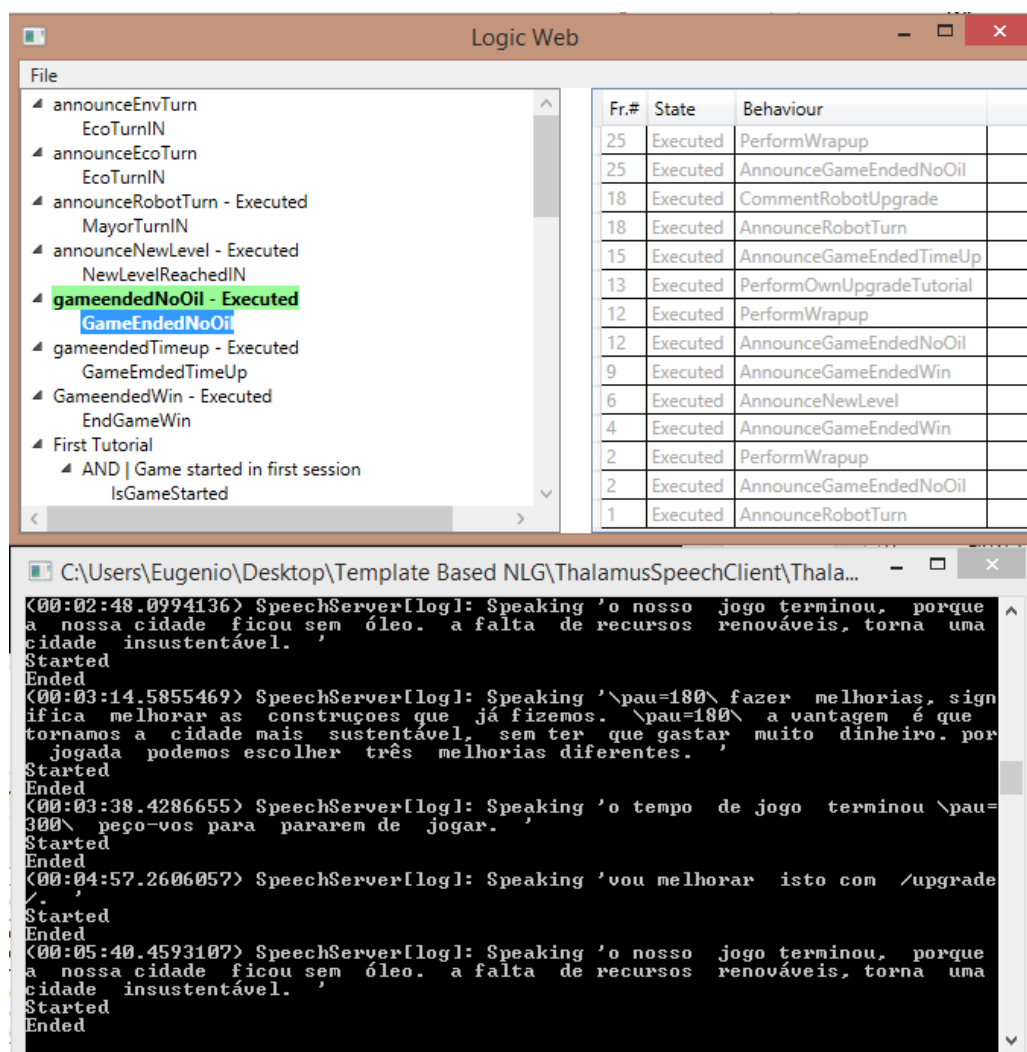 Logic Web
File
announceEnvTurn
EcoTurnIN
announceEcoTurn
EcoTurnIN
announceRobotTurn - Executed
MayorTurnIN
announceNewLevel - Executed
NewLevelReachedIN
gameendedNoOil - Executed
GameEndedNoOil
gameendedTimeup - Executed
GameEmdedTimeUp
GameendedWin - Executed
EndGameWin
First Tutorial
AND | Game started in first session
IsGameStarted
Fr.# State Behaviour
25 Executed PerformWrapup
25 Executed AnnounceGameEndedNoOil
18 Executed CommentRobotUpgrade
18 Executed AnnounceRobotTurn
15 Executed AnnounceGameEndedTimeUp
13 Executed PerformOwnUpgradeTutorial
12 Executed PerformWrapup
12 Executed AnnounceGameEndedNoOil
9 Executed AnnounceGameEndedWin
6 Executed AnnounceNewLevel
4 Executed AnnounceGameEndedWin
2 Executed PerformWrapup
2 Executed AnnounceGameEndedNoOil
1 Executed AnnounceRobotTurn
C:\Users\Eugenio\Desktop\Template Based NLG\ThalamusSpeechClient\Thala...
(00:02:48.0994136) SpeechServer[log]: Speaking 'o nosso  jogo terminou,  porque
a  nossa cidade  ficou sem  óleo.  a falta  de recursos  renováveis, torna  uma
cidade  insustentável.  '
Started
Ended
(00:03:14.5855469) SpeechServer[log]: Speaking '\pau=180\ fazer  melhorias, sign
ifica  melhorar as  construçoes que  já fizemos.  \pau=180\  a vantagem  é que
tornamos a  cidade mais  sustentável,  sem ter  que gastar  muito  dinheiro. por
jogada  podemos escolher  três  melhorias diferentes.  '
Started
Ended
(00:03:38.4286655) SpeechServer[log]: Speaking 'o tempo  de jogo  terminou \pau=
300\  peço-vos para  pararem de  jogar.  '
Started
Ended
(00:04:57.2606057) SpeechServer[log]: Speaking 'vou melhorar  isto com  /upgrade
/.  '
Started
Ended
(00:05:40.4593107) SpeechServer[log]: Speaking 'o nosso  jogo terminou,  porque
a  nossa cidade  ficou sem  óleo.  a falta  de recursos  renováveis, torna  uma
cidade  insustentável.  '
Started
Ended